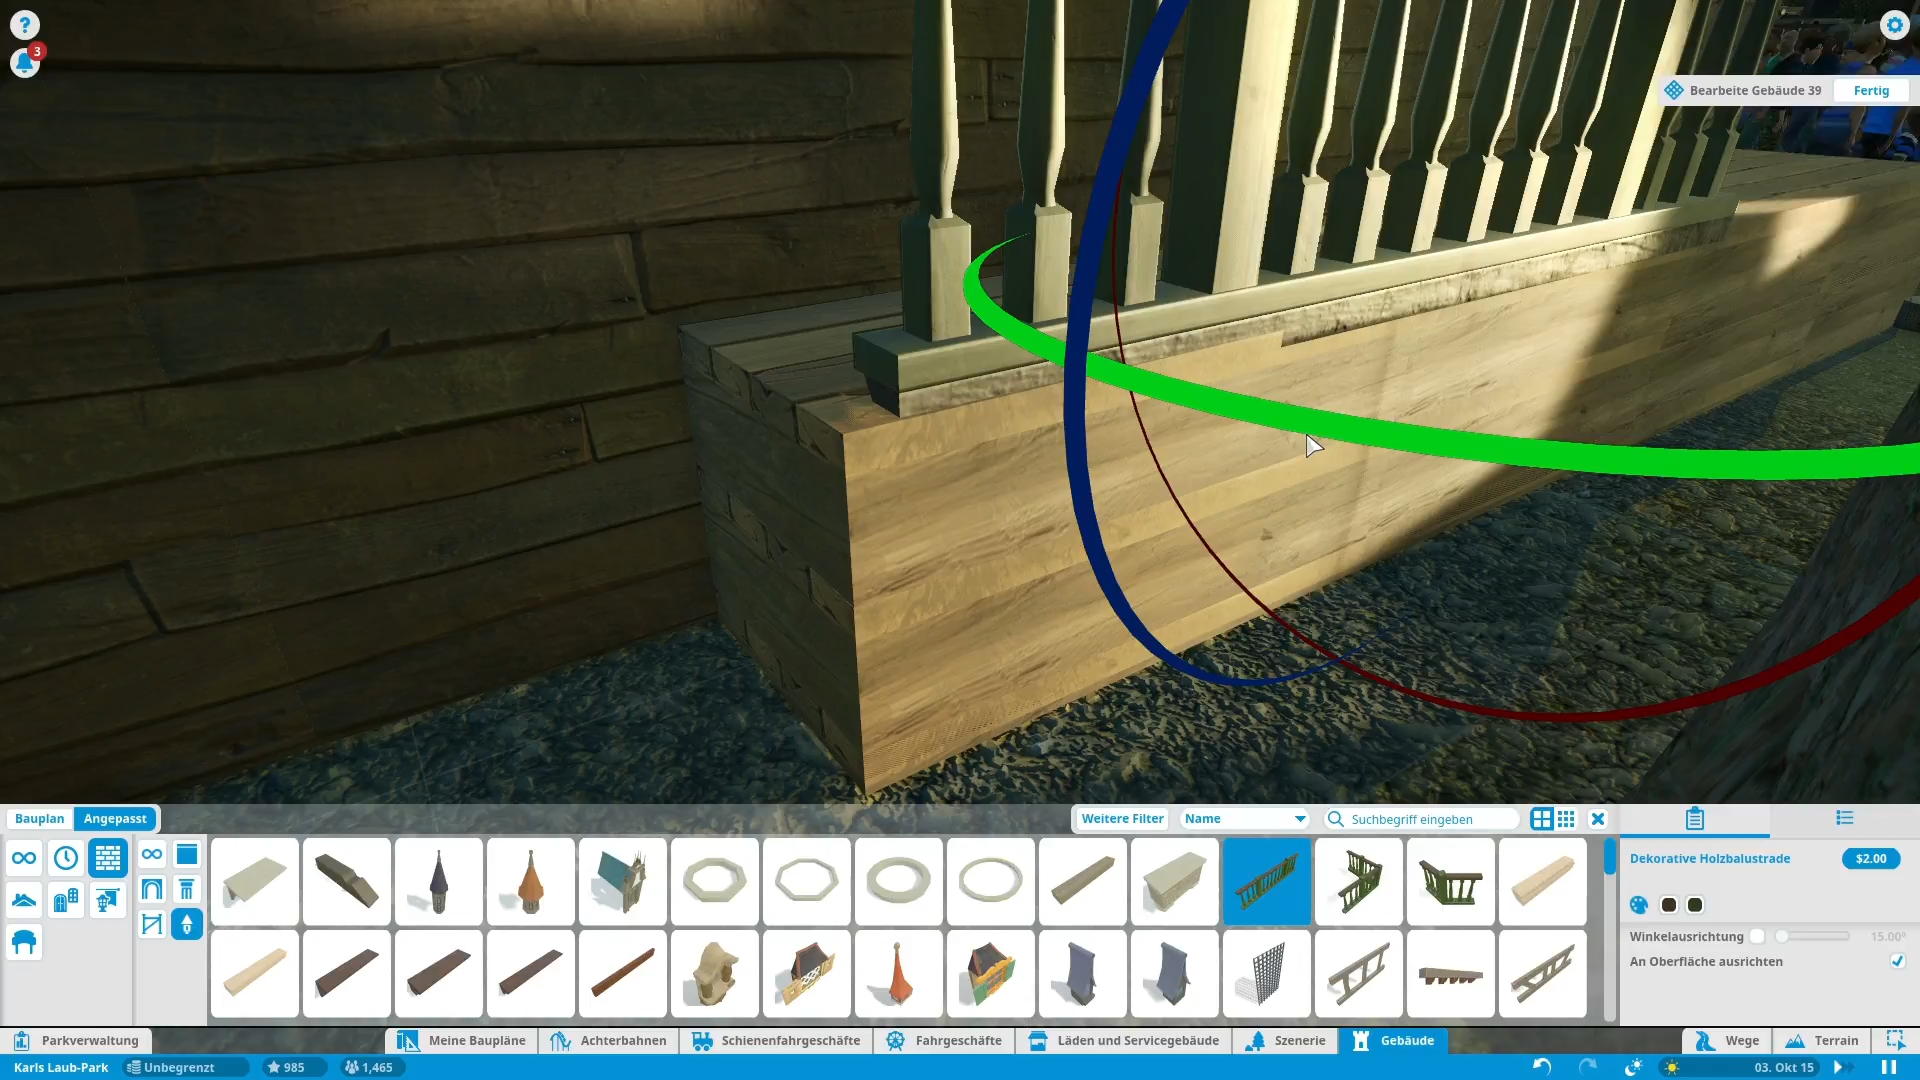 ?
3
Bearbeite Gebäude 39
Fertig
Bauplan
Angepasst
Weitere Filter
Name
Suchbegriff eingeben
Dekorative Holzbalustrade
$2.00
Winkelausrichtung
15.00°
An Oberfläche ausrichten
Parkverwaltung
Meine Baupläne
Achterbahnen
Schienenfahrgeschäfte
Fahrgeschäfte
Läden und Servicegebäude
Szenerie
Gebäude
Wege
Terrain
Karls Laub-Park
Unbegrenzt
985
1,465
03. Okt 15